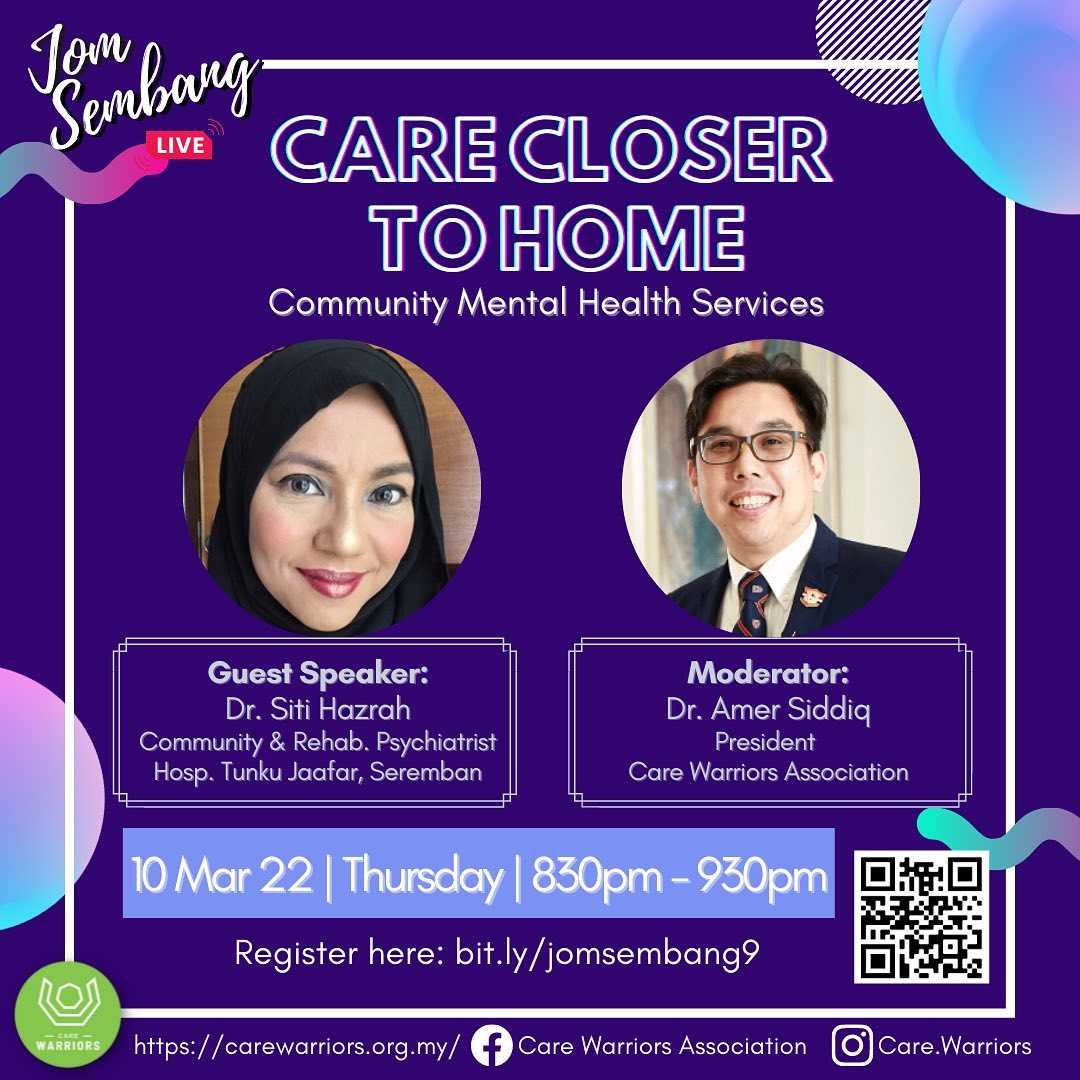 Jom
Sembang
LIVE
CARE CLOSER
TO HOME
Community Mental Health Services
Guest Speaker:
Dr. Siti Hazrah
Community & Rehab. Psychiatrist
Hosp. Tunku Jaafar, Seremban
Moderator:
Dr. Amer Siddiq
President
Care Warriors Association
10 Mar 22 | Thursday | 830pm - 930pm
Register here: bit.ly/jomsembang9
CARE
WARRIORS
https://carewarriors.org.my/ Care Warriors Association Care.Warriors